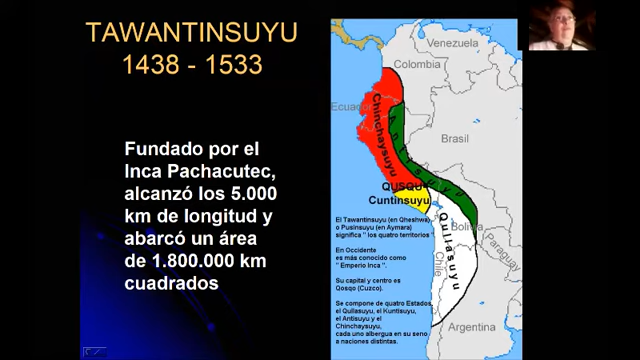 TAWANTINSUYU
1438 - 1533
Fundado por el
Inca Pachacutec,
alcanzó los 5.000
km de longitud y
abarcó un área
de 1.800.000 km
cuadrados
Venezuela
Colombia
Ecuador
Brasil
Chinchaysuyu
Antisuyu
QUSQU
Cuntinsuyu
Qullasuyu
Bolivia
Paraguay
Chile
Argentina
El Tawantinsuyu (en Qheshwa)
o Pusinsuyu (en Aymara)
significa " los quatro territorios "
En Occidente
es más conocido como
" Emperio Inca ".
Su capital y centro es
Qosqo (Cuzco).
Se compone de quatro Estados,
el Qullasuyu, el Kuntisuyu,
el Antisuyu y el
Chinchaysuyu,
cada uno albergua en su seno
a naciones distintas.